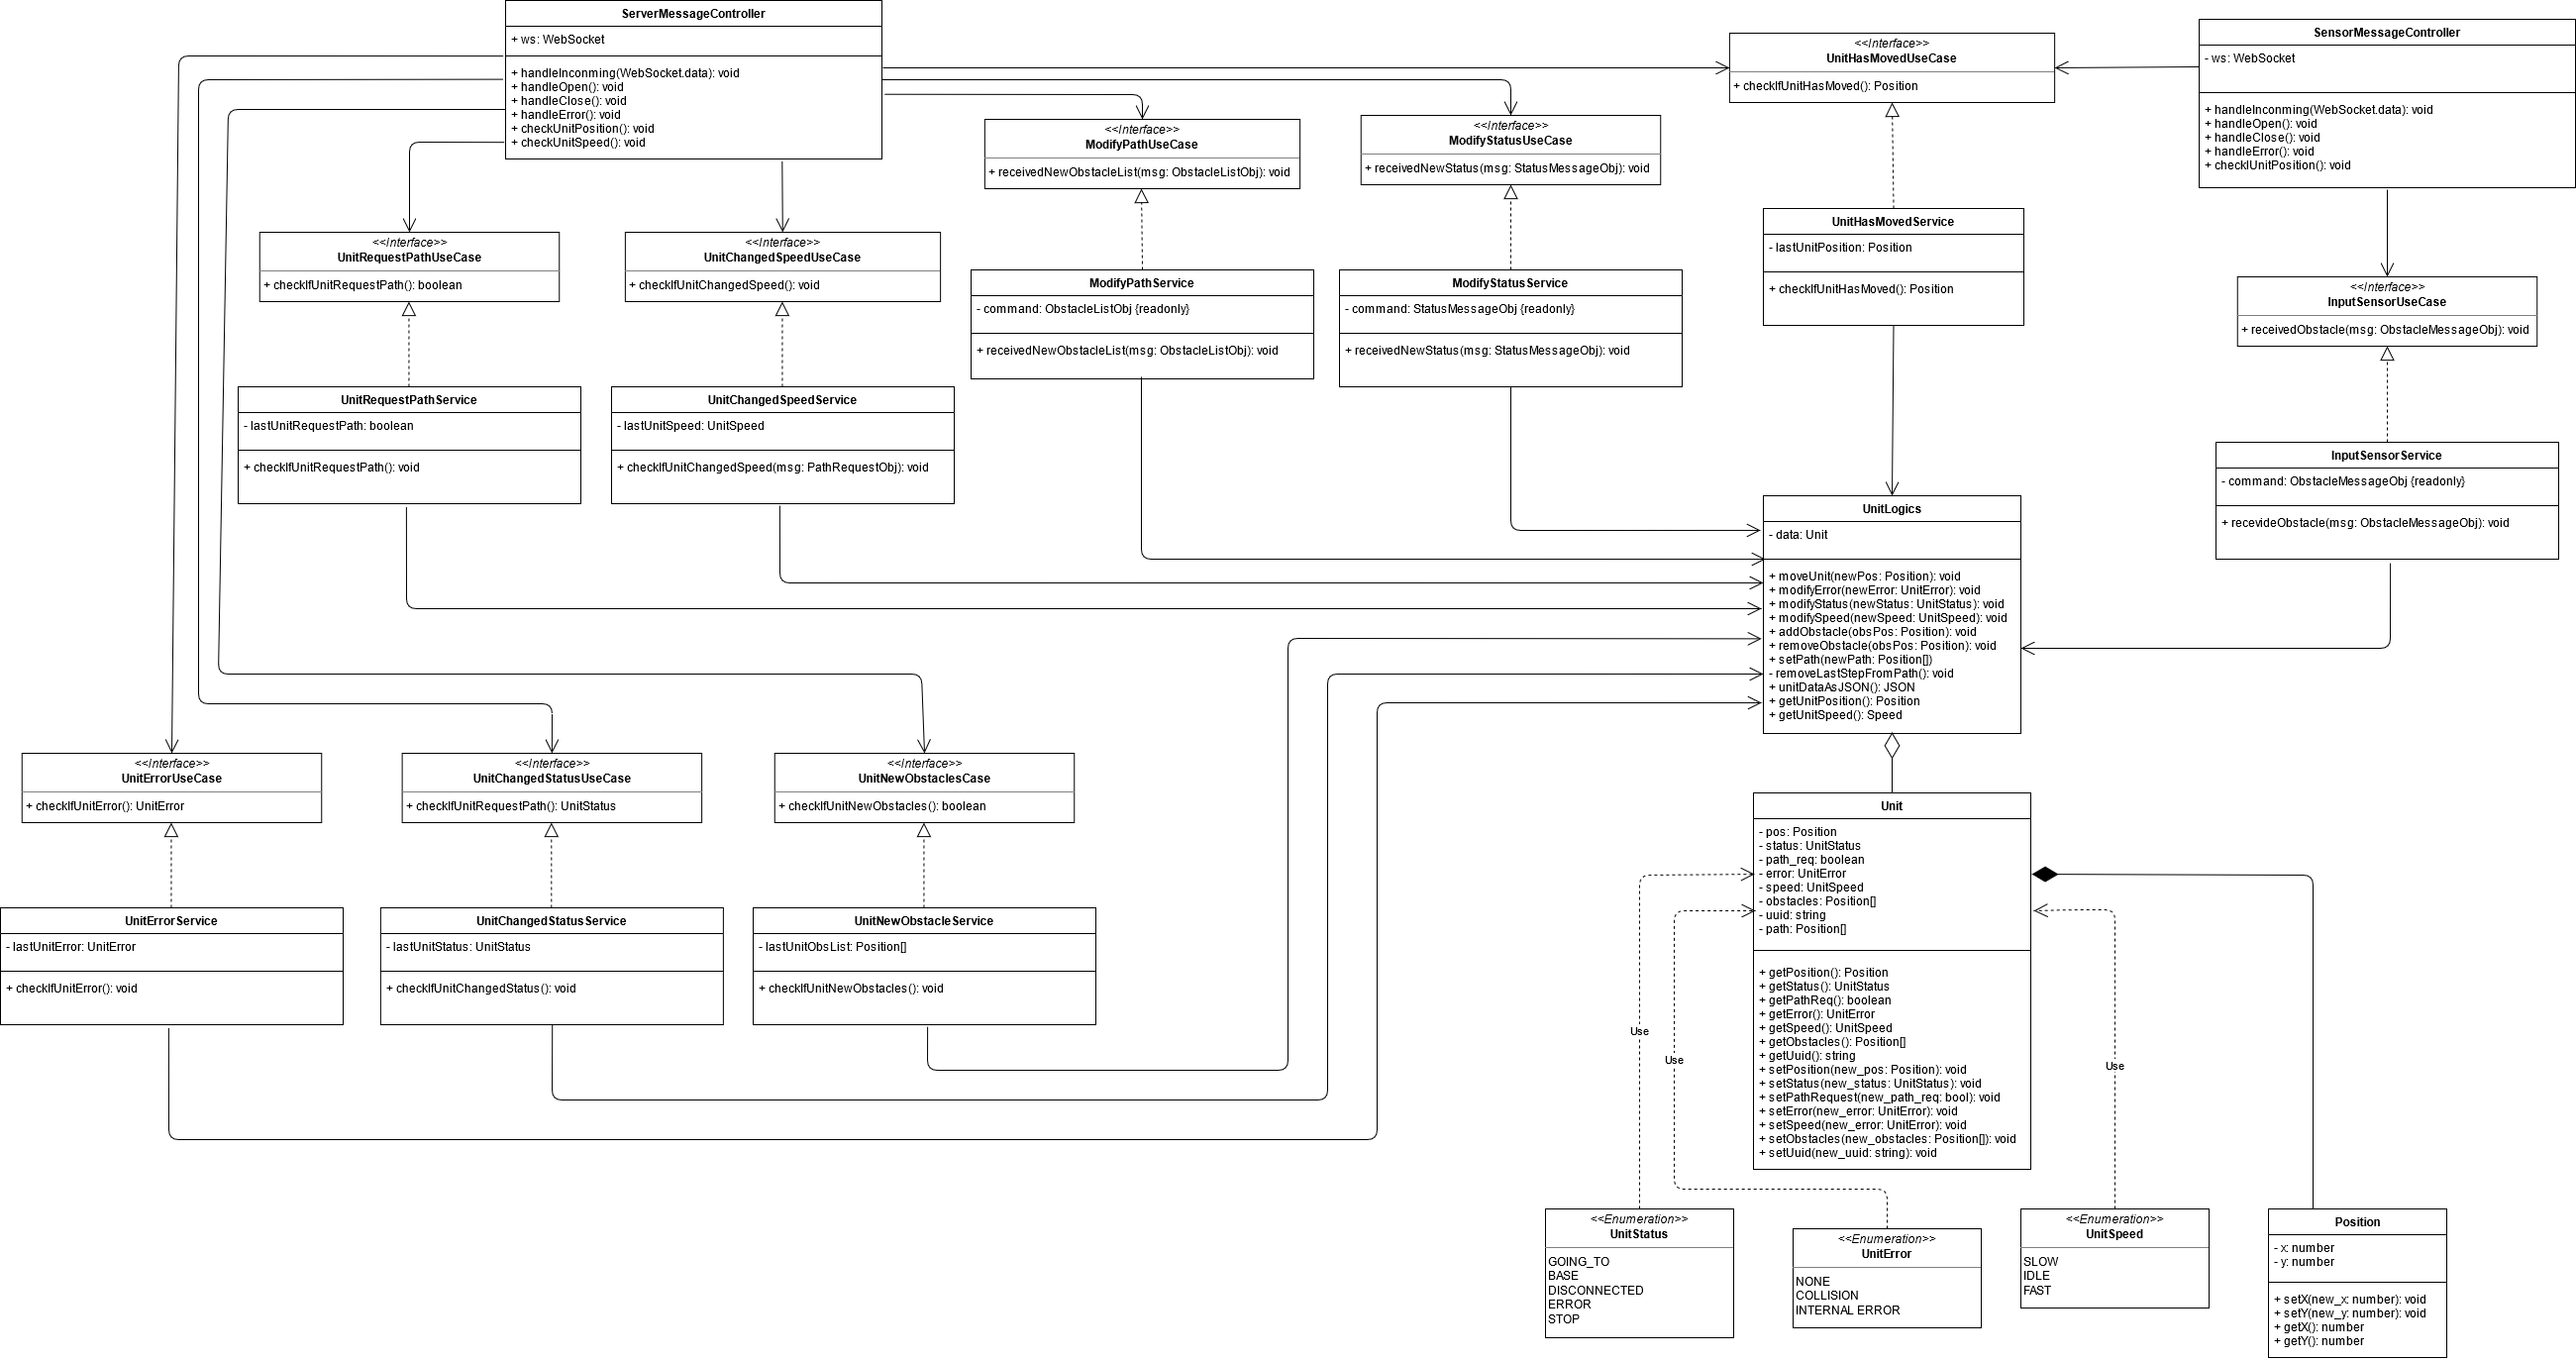 ServerMessageController
+ ws: WebSocket
+ handleInconming(WebSocket.data): void
+ handleOpen(): void
+ handleClose(): void
+ handleError(): void
+ checkUnitPosition(): void
+ checkUnitSpeed(): void
<<Interface>>
UnitHasMovedUseCase
+ checkIfUnitHasMoved(): Position
SensorMessageController
- ws: WebSocket
+ handleInconming(WebSocket.data): void
+ handleOpen(): void
+ handleClose(): void
+ handleError(): void
+ checkIUnitPosition(): void
<<Interface>>
ModifyPathUseCase
+ receivedNewObstacleList(msg: ObstacleListObj): void
<<Interface>>
ModifyStatusUseCase
+ receivedNewStatus(msg: StatusMessageObj): void
<<Interface>>
UnitRequestPathUseCase
+ checkIfUnitRequestPath(): boolean
<<Interface>>
UnitChangedSpeedUseCase
+ checkIfUnitChangedSpeed(): void
ModifyPathService
- command: ObstacleListObj {readonly}
+ receivedNewObstacleList(msg: ObstacleListObj): void
ModifyStatusService
- command: StatusMessageObj {readonly}
+ receivedNewStatus(msg: StatusMessageObj): void
UnitHasMovedService
- lastUnitPosition: Position
+ checkIfUnitHasMoved(): Position
<<Interface>>
InputSensorUseCase
+ receivedObstacle(msg: ObstacleMessageObj): void
UnitRequestPathService
- lastUnitRequestPath: boolean
+ checkIfUnitRequestPath(): void
UnitChangedSpeedService
- lastUnitSpeed: UnitSpeed
+ checkIfUnitChangedSpeed(msg: PathRequestObj): void
InputSensorService
- command: ObstacleMessageObj {readonly}
+ recevideObstacle(msg: ObstacleMessageObj): void
UnitLogics
- data: Unit
+ moveUnit(newPos: Position): void
+ modifyError(newError: UnitError): void
+ modifyStatus(newStatus: UnitStatus): void
+ modifySpeed(newSpeed: UnitSpeed): void
+ addObstacle(obsPos: Position): void
+ removeObstacle(obsPos: Position): void
+ setPath(newPath: Position[])
- removeLastStepFromPath(): void
+ unitDataAsJSON(): JSON
+ getUnitPosition(): Position
+ getUnitSpeed(): Speed
<<Interface>>
UnitErrorUseCase
+ checkIfUnitError(): UnitError
<<Interface>>
UnitChangedStatusUseCase
+ checkIfUnitRequestPath(): UnitStatus
<<Interface>>
UnitNewObstaclesCase
+ checkIfUnitNewObstacles(): boolean
Unit
- pos: Position
- status: UnitStatus
- path_req: boolean
- error: UnitError
- speed: UnitSpeed
- obstacles: Position[]
- uuid: string
- path: Position[]
+ getPosition(): Position
+ getStatus(): UnitStatus
+ getPathReq(): boolean
+ getError(): UnitError
+ getSpeed(): UnitSpeed
+ getObstacles(): Position[]
+ getUuid(): string
+ setPosition(new_pos: Position): void
+ setStatus(new_status: UnitStatus): void
+ setPathRequest(new_path_req: bool): void
+ setError(new_error: UnitError): void
+ setSpeed(new_error: UnitError): void
+ setObstacles(new_obstacles: Position[]): void
+ setUuid(new_uuid: string): void
UnitErrorService
- lastUnitError: UnitError
+ checkIfUnitError(): void
UnitChangedStatusService
- lastUnitStatus: UnitStatus
+ checkIfUnitChangedStatus(): void
UnitNewObstacleService
- lastUnitObsList: Position[]
+ checkIfUnitNewObstacles(): void
Use
Use
Use
<<Enumeration>>
UnitStatus
GOING_TO
BASE
DISCONNECTED
ERROR
STOP
<<Enumeration>>
UnitError
NONE
COLLISION
INTERNAL ERROR
<<Enumeration>>
UnitSpeed
SLOW
IDLE
FAST
Position
- x: number
- y: number
+ setX(new_x: number): void
+ setY(new_y: number): void
+ getX(): number
+ getY(): number